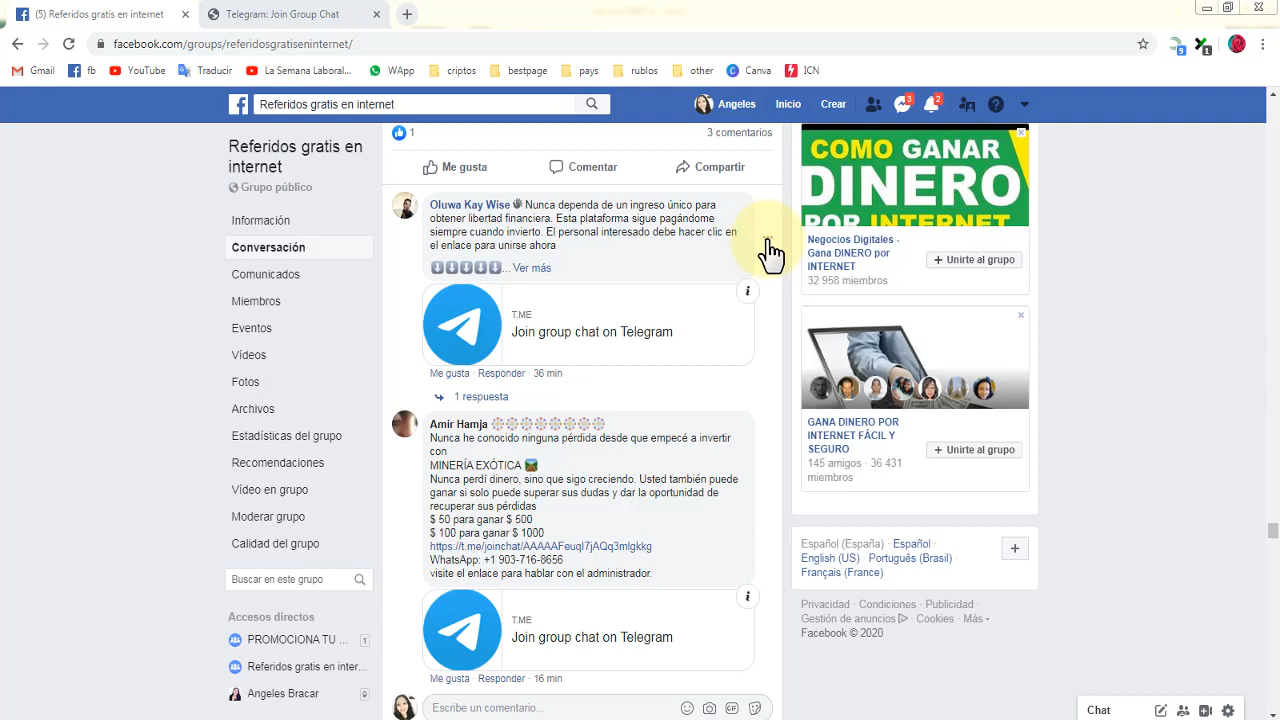 (5) Referidos gratis en internet
Telegram: Join Group Chat
facebook.com/groups/referidosgratiseninternet/
Gmail
fb
YouTube
Traducir
La Semana Laboral...
WApp
criptos
bestpage
pays
rublos
other
Canva
ICN
Referidos gratis en internet
Angeles
Inicio
Crear
3
2
Referidos gratis en
internet
Grupo público
Información
Conversación
Comunicados
Miembros
Eventos
Vídeos
Fotos
Archivos
Estadísticas del grupo
Recomendaciones
Vídeo en grupo
Moderar grupo
Calidad del grupo
Buscar en este grupo
Accesos directos
PROMOCIONA TU ... 1
Referidos gratis en inter...
Angeles Bracar 9
1
3 comentarios
Me gusta
Comentar
Compartir
Oluwa Kay Wise Nunca dependa de un ingreso único para
obtener libertad financiera. Esta plataforma sigue pagándome
siempre cuando invierto. El personal interesado debe hacer clic en
el enlace para unirse ahora
... Ver más
T.ME
Join group chat on Telegram
Me gusta · Responder · 36 min
1 respuesta
Amir Hamja
Nunca he conocido ninguna pérdida desde que empecé a invertir
con
MINERÍA EXÓTICA
Nunca perdí dinero, sino que sigo creciendo. Usted también puede
ganar si solo puede superar sus dudas y dar la oportunidad de
recuperar sus pérdidas
$ 50 para ganar $ 500
$ 100 para ganar $ 1000
https://t.me/joinchat/AAAAAFeuql7jAQq3mlgkkg
WhatsApp: +1 903-716-8656
visite el enlace para hablar con el administrador.
T.ME
Join group chat on Telegram
Me gusta · Responder · 16 min
Escribe un comentario...
GIF
COMO GANAR
DINERO
POR INTERNET
Negocios Digitales -
Gana DINERO por
INTERNET
32 958 miembros
+ Unirte al grupo
GANA DINERO POR
INTERNET FÁCIL Y
SEGURO
145 amigos · 36 431
miembros
+ Unirte al grupo
Español (España) · Español ·
English (US) · Português (Brasil) ·
Français (France)
Privacidad · Condiciones · Publicidad ·
Gestión de anuncios · Cookies · Más
Facebook © 2020
Chat